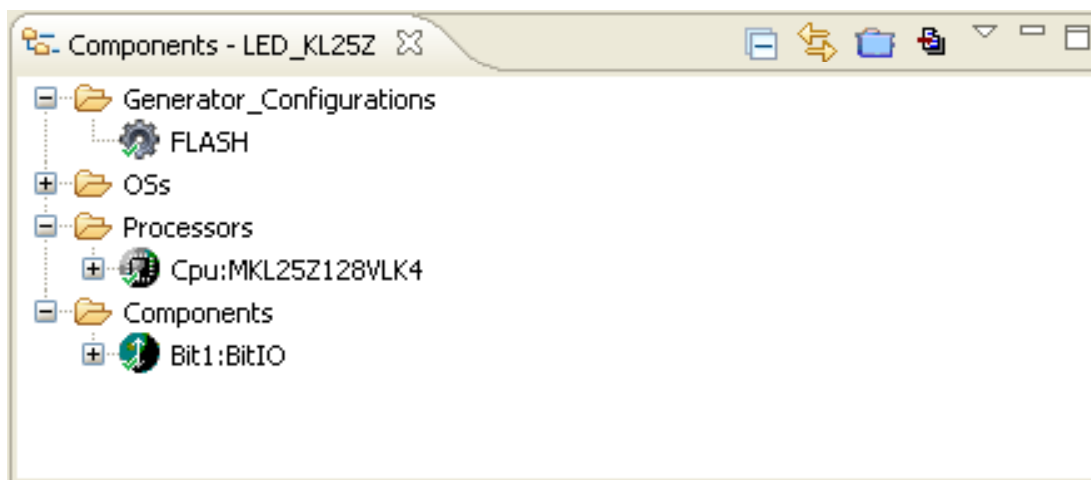 Components - LED_KL25Z
Generator_Configurations
FLASH
OSs
Processors
Cpu:MKL25Z128VLK4
Components
Bit1:BitIO